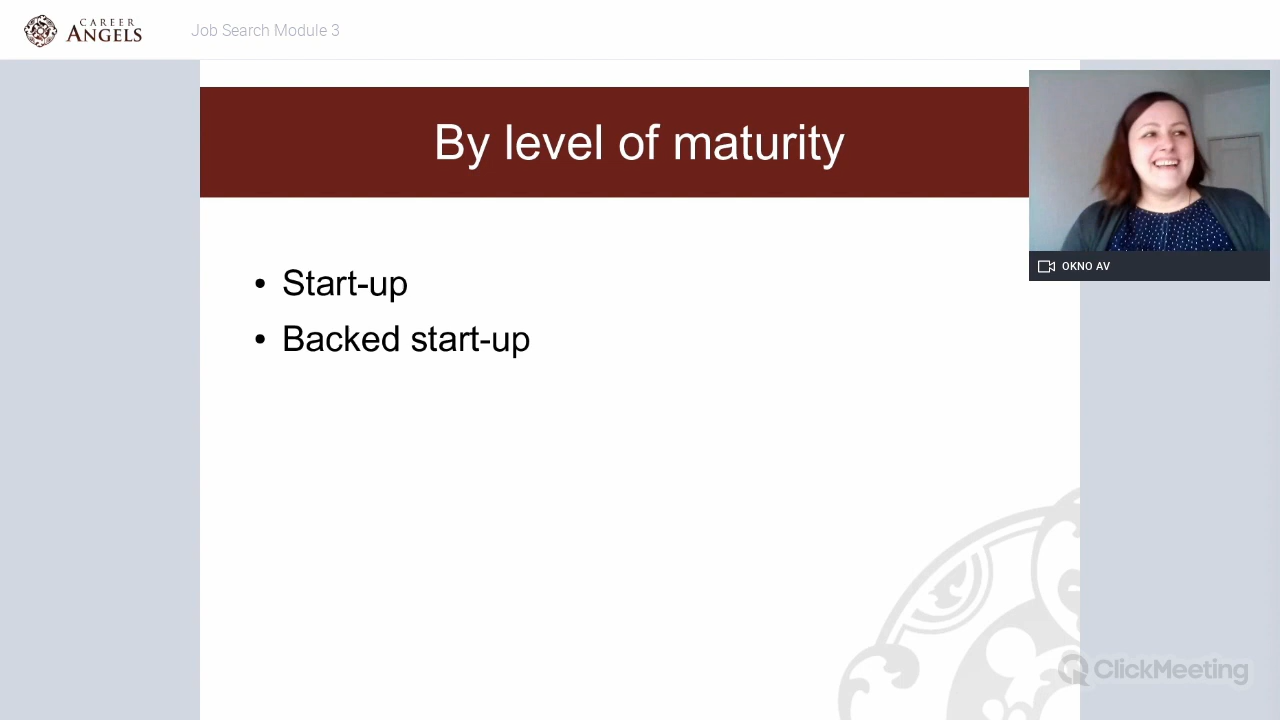 CAREER
ANGELS
Job Search Module 3
By level of maturity
OKNO AV
• Start-up
• Backed start-up
ClickMeeting